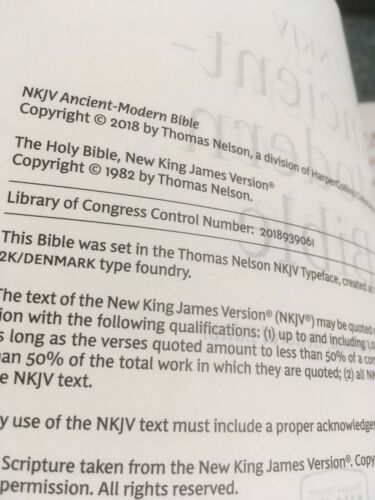 NKJV Ancient-Modern Bible
Copyright © 2018 by Thomas Nelson, a division of HarperCollins
The Holy Bible, New King James Version®
Copyright © 1982 by Thomas Nelson.
Library of Congress Control Number: 2018939061
This Bible was set in the Thomas Nelson NKJV Typeface, created at
2K/DENMARK type foundry.
The text of the New King James Version® (NKJV®) may be quoted
ion with the following qualifications: (1) up to and including
s long as the verses quoted amount to less than 50% of a
an 50% of the total work in which they are quoted; (2) all
e NKJV text.
y use of the NKJV text must include a proper
Scripture taken from the New King James Version®.
permission. All rights reserved.